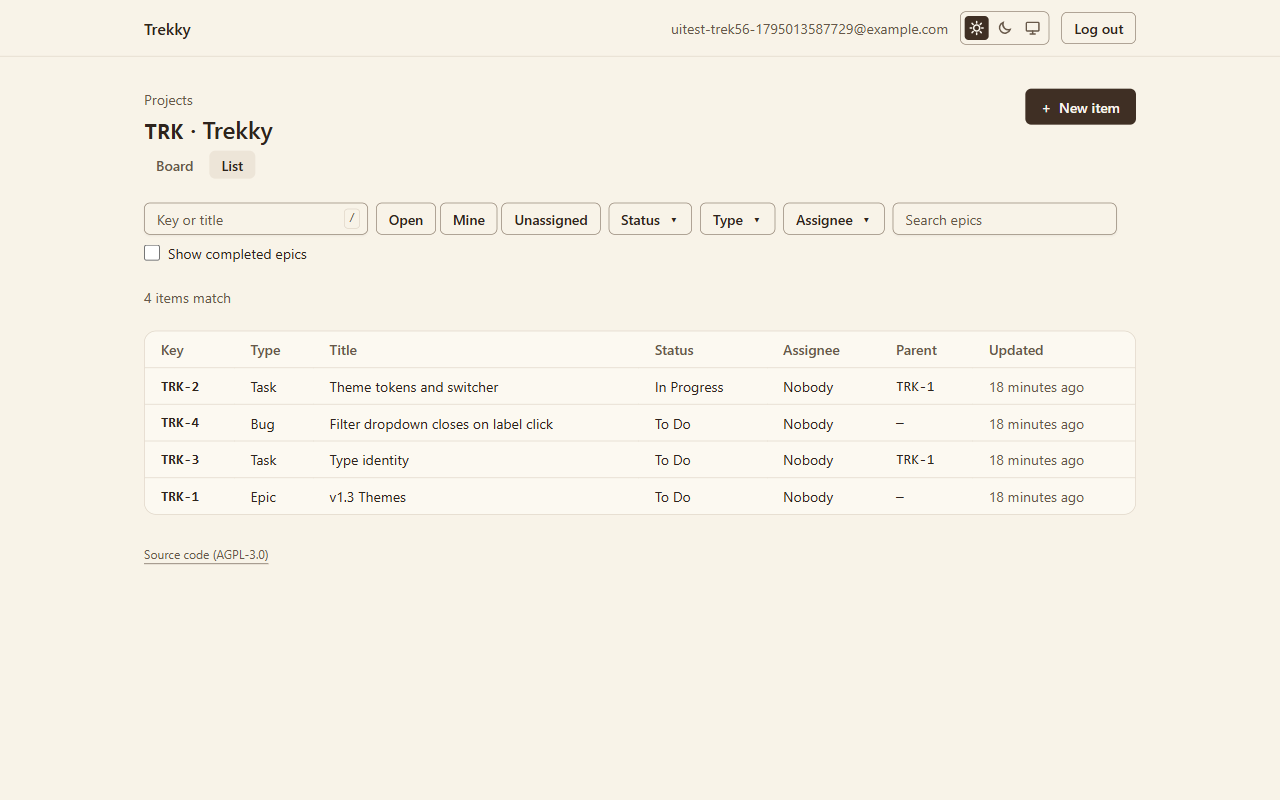 Trekky
uitest-trek56-1795013587729@example.com
Log out
Projects
+ New item
TRK · Trekky
Board List
Key or title /
Open Mine Unassigned Status ▾ Type ▾ Assignee ▾ Search epics
Show completed epics
4 items match
Key Type Title Status Assignee Parent Updated
TRK-2 Task Theme tokens and switcher In Progress Nobody TRK-1 18 minutes ago
TRK-4 Bug Filter dropdown closes on label click To Do Nobody – 18 minutes ago
TRK-3 Task Type identity To Do Nobody TRK-1 18 minutes ago
TRK-1 Epic v1.3 Themes To Do Nobody – 18 minutes ago
Source code (AGPL-3.0)